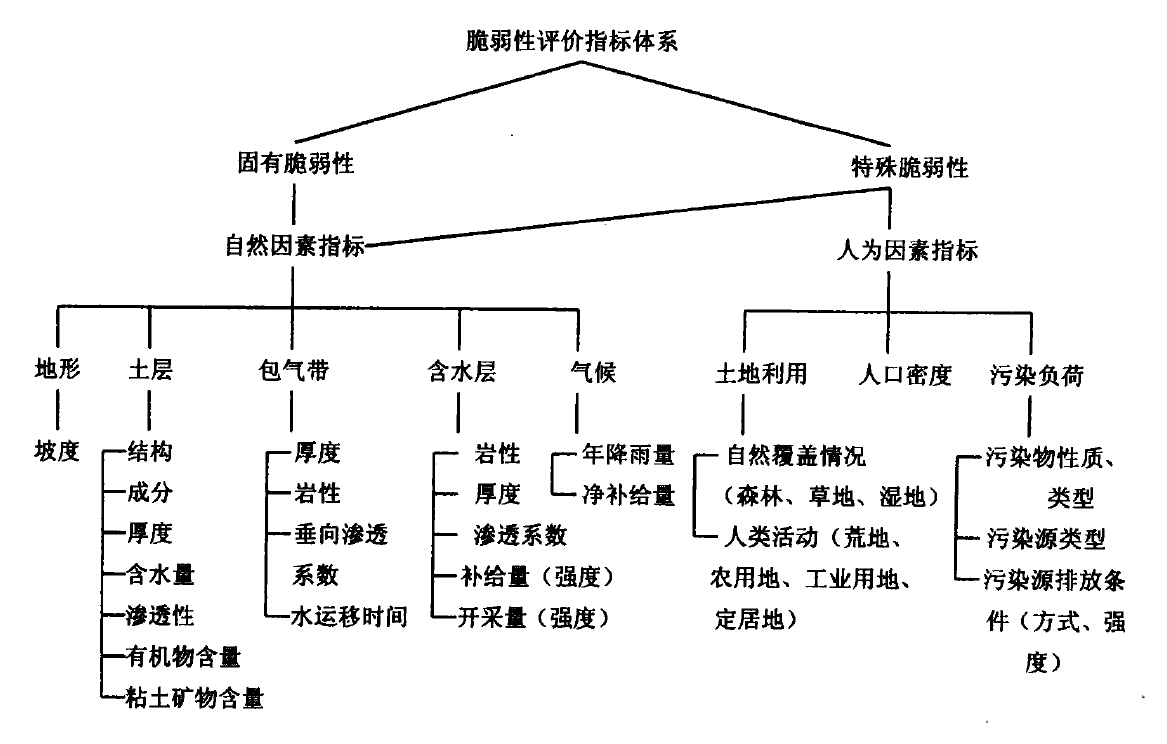 脆弱性评价指标体系
固有脆弱性
特殊脆弱性
自然因素指标
人为因素指标
地形
土层
包气带
含水层
气候
土地利用
人口密度
污染负荷
坡度
结构
成分
厚度
含水量
渗透性
有机物含量
粘土矿物含量
厚度
岩性
垂向渗透
系数
水运移时间
岩性
厚度
渗透系数
补给量（强度）
开采量（强度）
年降雨量
净补给量
自然覆盖情况
（森林、草地、湿地）
人类活动（荒地、
农用地、工业用地、
定居地）
污染物性质、
类型
污染源类型
污染源排放条
件（方式、强
度）